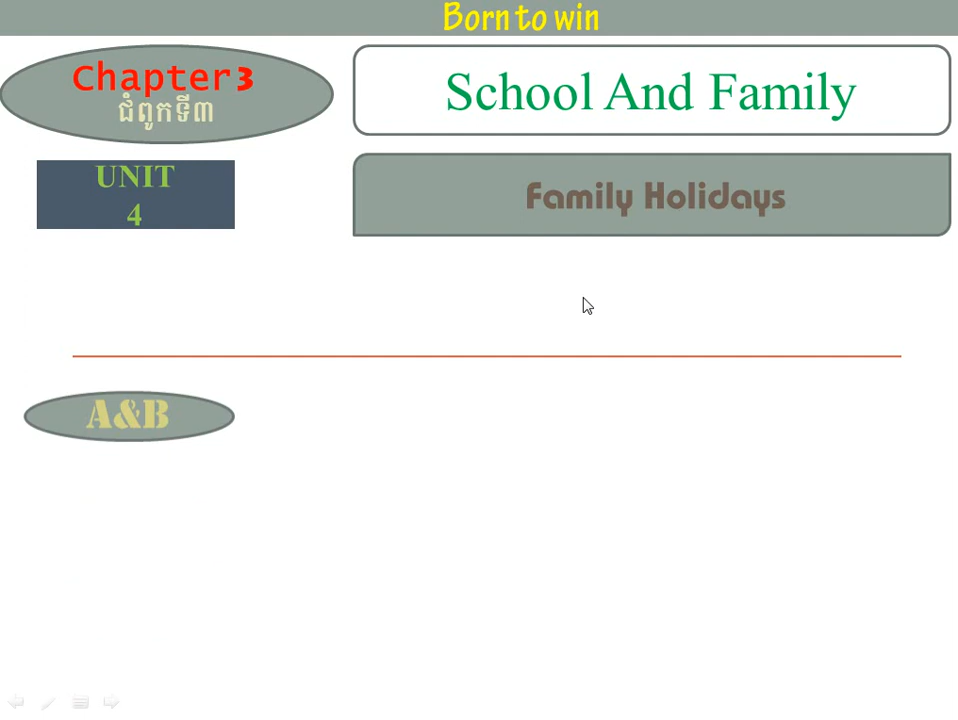 Born to win
Chapter3
ជំពូកទី៣
School And Family
UNIT
4
Family Holidays
A&B